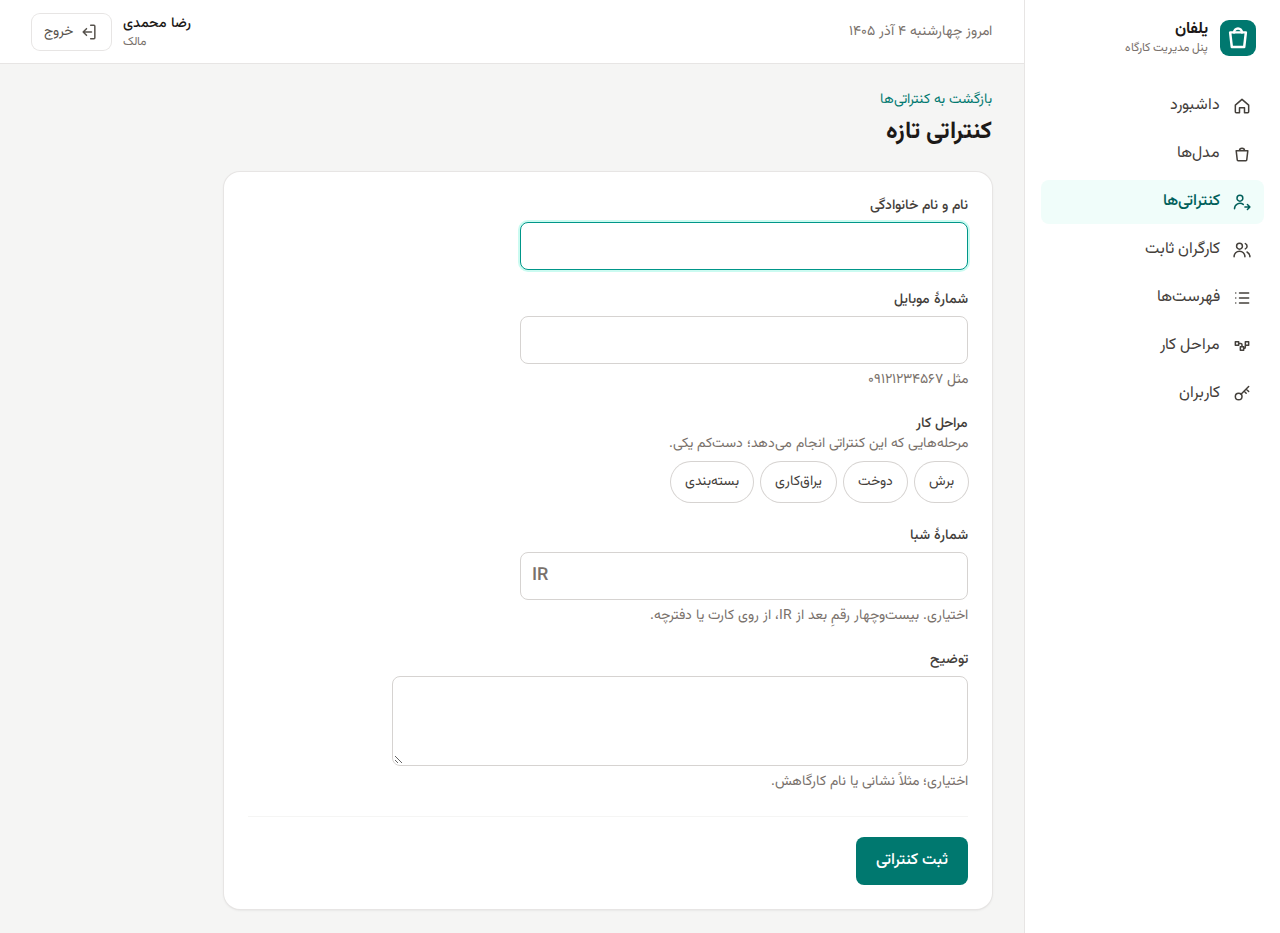 یلفان
پنل مدیریت کارگاه
داشبورد
مدل‌ها
کنتراتی‌ها
کارگران ثابت
فهرست‌ها
مراحل کار
کاربران
امروز چهارشنبه ۴ آذر ۱۴۰۵
رضا محمدی
مالک
خروج
بازگشت به کنتراتی‌ها
کنتراتی تازه
نام و نام خانوادگی
شمارهٔ موبایل
مثل ۰۹۱۲۱۲۳۴۵۶۷
مراحل کار
مرحله‌هایی که این کنتراتی انجام می‌دهد؛ دست‌کم یکی.
برش
دوخت
یراق‌کاری
بسته‌بندی
شمارهٔ شبا
IR
اختیاری. بیست‌وچهار رقمِ بعد از IR، از روی کارت یا دفترچه.
توضیح
اختیاری؛ مثلاً نشانی یا نام کارگاهش.
ثبت کنتراتی